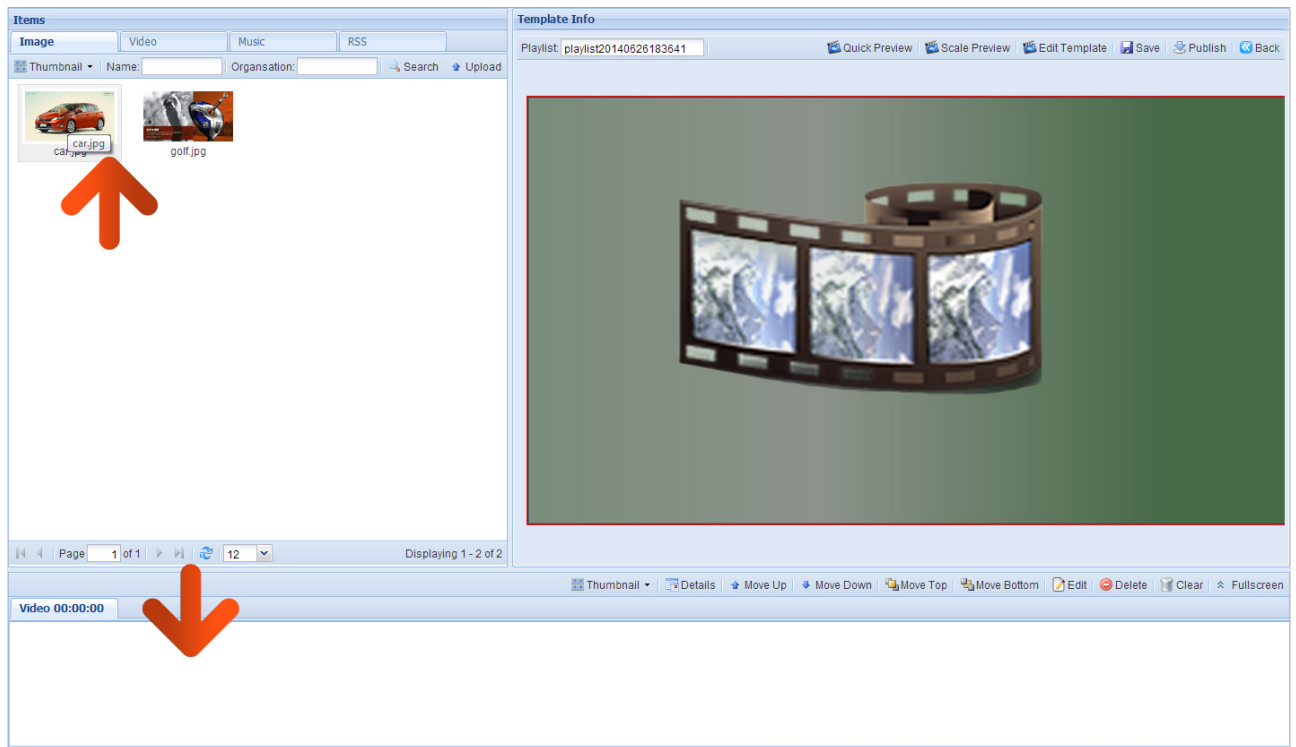 Items
Image Video Music RSS
Thumbnail Name: Organsation: Search Upload
car.jpg
car.jpg golf.jpg
Page 1 of 1 12 Displaying 1 - 2 of 2
Template Info
Playlist: playlist20140626183641 Quick Preview Scale Preview Edit Template Save Publish Back
Thumbnail Details Move Up Move Down Move Top Move Bottom Edit Delete Clear Fullscreen
Video 00:00:00